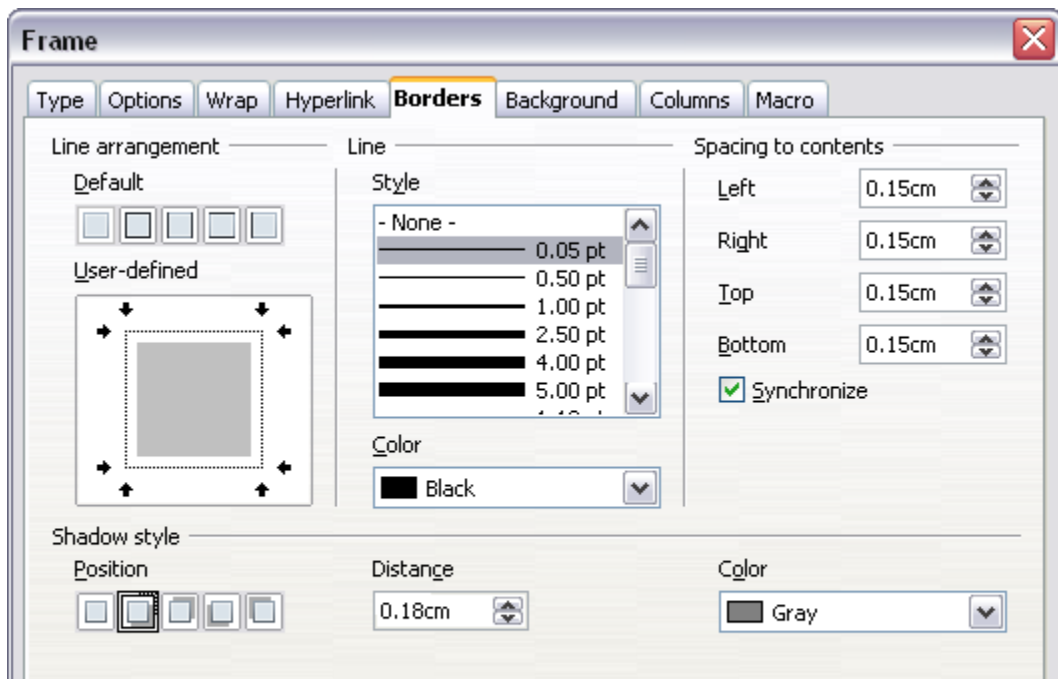 Frame
Type Options Wrap Hyperlink Borders Background Columns Macro
Line arrangement
Default
User-defined
Line
Style
- None -
0.05 pt
0.50 pt
1.00 pt
2.50 pt
4.00 pt
5.00 pt
Color
Black
Spacing to contents
Left 0.15cm
Right 0.15cm
Top 0.15cm
Bottom 0.15cm
Synchronize
Shadow style
Position
Distance
0.18cm
Color
Gray